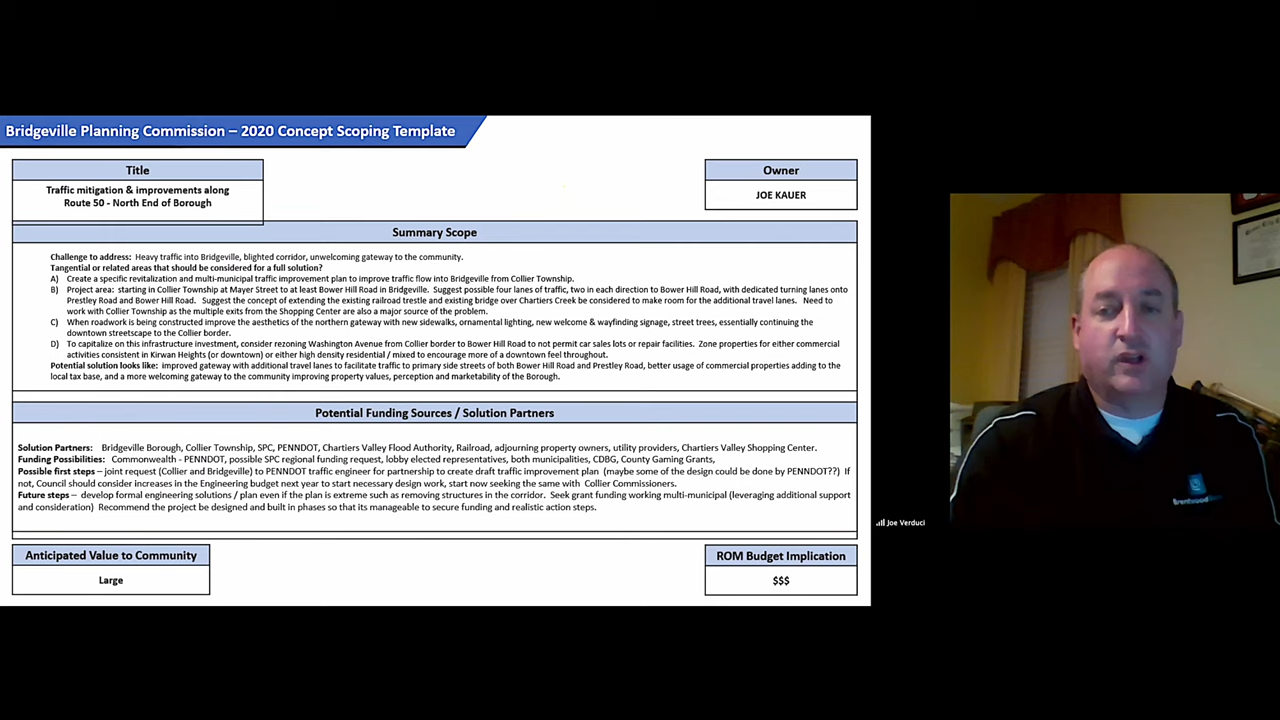 Bridgeville Planning Commission – 2020 Concept Scoping Template
Title
Traffic mitigation & improvements along
Route 50 - North End of Borough
Owner
JOE KAUER
Summary Scope
Challenge to address: Heavy traffic into Bridgeville, blighted corridor, unwelcoming gateway to the community.
Tangential or related areas that should be considered for a full solution?
A) Create a specific revitalization and multi-municipal traffic improvement plan to improve traffic flow into Bridgeville from Collier Township.
B) Project area: starting in Collier Township at Mayer Street to at least Bower Hill Road in Bridgeville. Suggest possible four lanes of traffic, two in each direction to Bower Hill Road, with dedicated turning lanes onto
Prestley Road and Bower Hill Road. Suggest the concept of extending the existing railroad trestle and existing bridge over Chartiers Creek be considered to make room for the additional travel lanes. Need to
work with Collier Township as the multiple exits from the Shopping Center are also a major source of the problem.
C) When roadwork is being constructed improve the aesthetics of the northern gateway with new sidewalks, ornamental lighting, new welcome & wayfinding signage, street trees, essentially continuing the
downtown streetscape to the Collier border.
D) To capitalize on this infrastructure investment, consider rezoning Washington Avenue from Collier border to Bower Hill Road to not permit car sales lots or repair facilities. Zone properties for either commercial
activities consistent in Kirwan Heights (or downtown) or either high density residential / mixed to encourage more of a downtown feel throughout.
Potential solution looks like: improved gateway with additional travel lanes to facilitate traffic to primary side streets of both Bower Hill Road and Prestley Road, better usage of commercial properties adding to the
local tax base, and a more welcoming gateway to the community improving property values, perception and marketability of the Borough.
Potential Funding Sources / Solution Partners
Solution Partners: Bridgeville Borough, Collier Township, SPC, PENNDOT, Chartiers Valley Flood Authority, Railroad, adjourning property owners, utility providers, Chartiers Valley Shopping Center.
Funding Possibilities: Commonwealth - PENNDOT, possible SPC regional funding request, lobby elected representatives, both municipalities, CDBG, County Gaming Grants,
Possible first steps – joint request (Collier and Bridgeville) to PENNDOT traffic engineer for partnership to create draft traffic improvement plan (maybe some of the design could be done by PENNDOT??) If
not, Council should consider increases in the Engineering budget next year to start necessary design work, start now seeking the same with Collier Commissioners.
Future steps – develop formal engineering solutions / plan even if the plan is extreme such as removing structures in the corridor. Seek grant funding working multi-municipal (leveraging additional support
and consideration) Recommend the project be designed and built in phases so that its manageable to secure funding and realistic action steps.
Anticipated Value to Community
Large
ROM Budget Implication
$$$
Joe Verduci